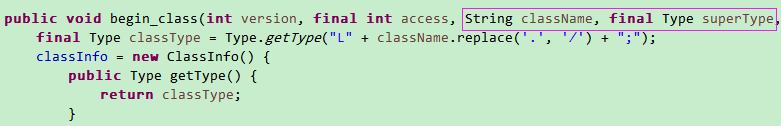 public void begin_class(int version, final int access, String className, final Type superType,
final Type classType = Type.getType("L" + className.replace('.', '/') + ";");
classInfo = new ClassInfo() {
public Type getType() {
return classType;
}